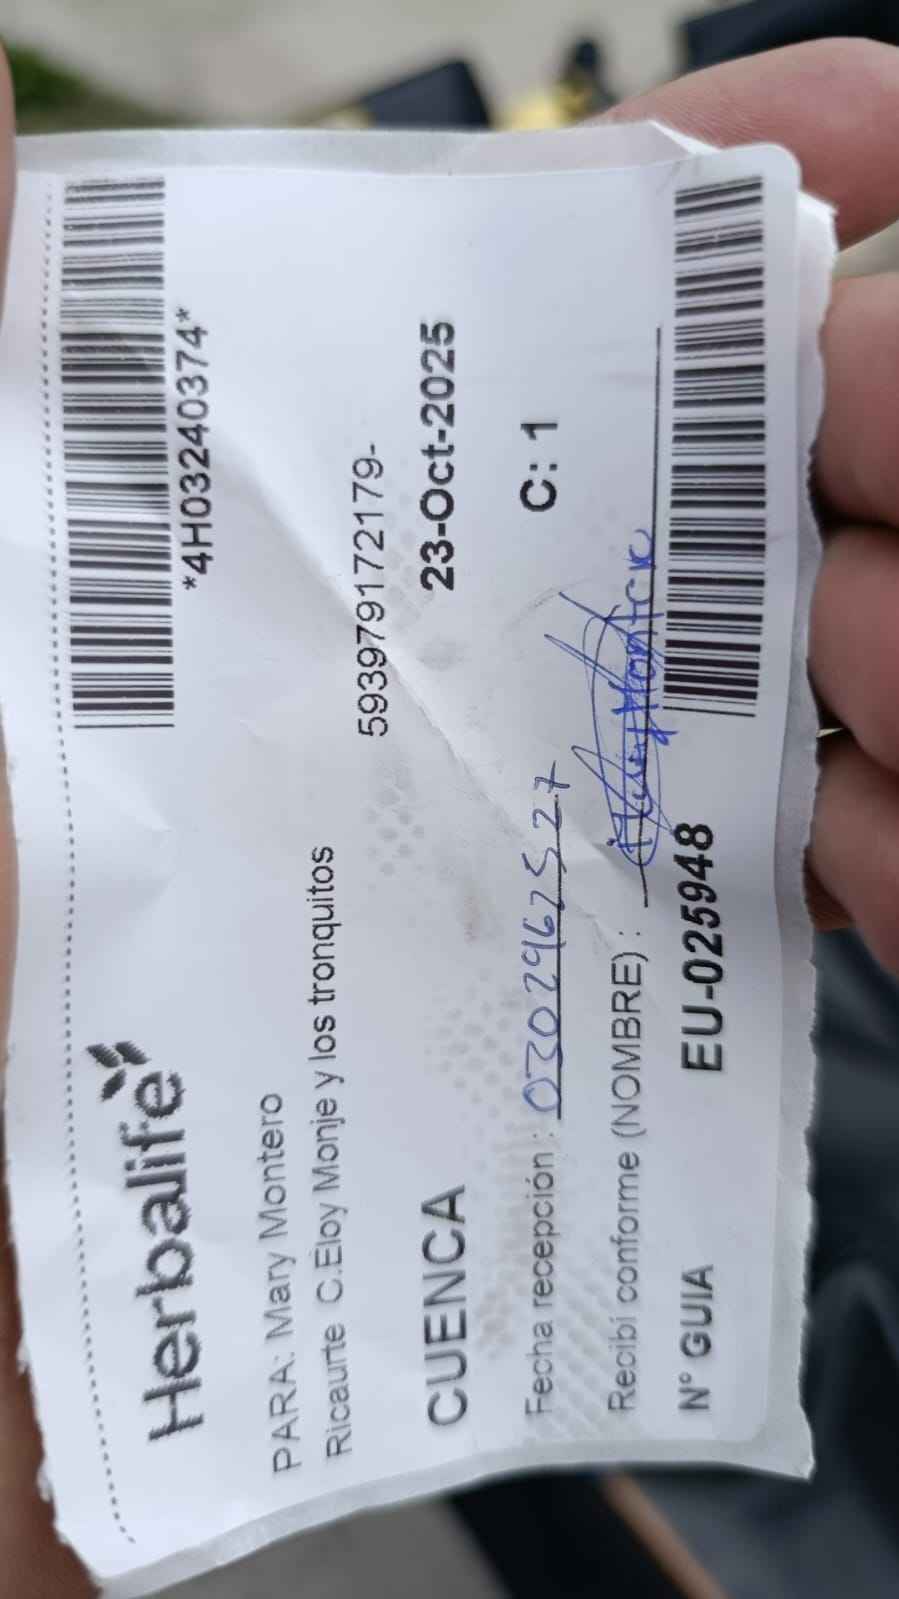 Herbalife
*4H03240374*
PARA: Mary Montero
Ricaurte C.Eloy Monje y los tronquitos
593979172179-
CUENCA
23-Oct-2025
Fecha recepción :
C: 1
Recibí conforme (NOMBRE) :
N° GUIA EU-025948